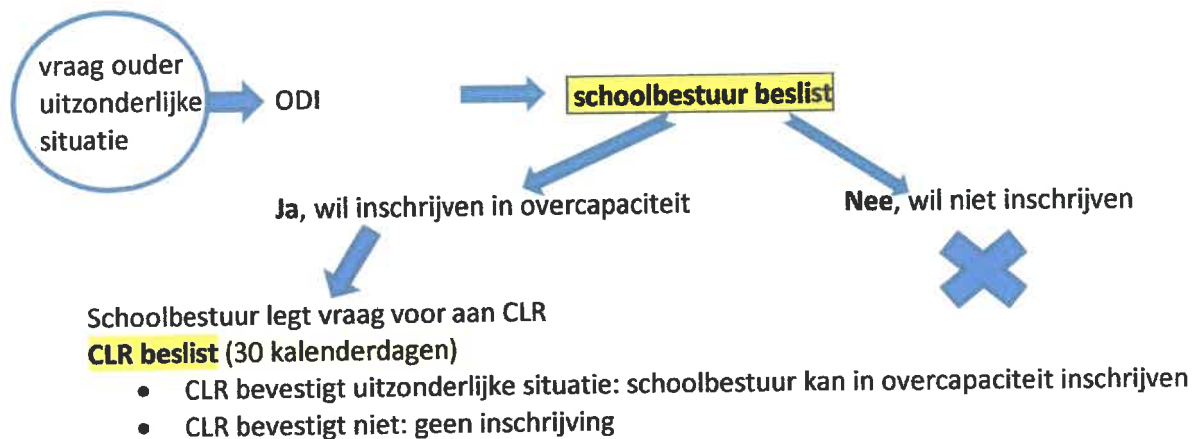 vraag ouder
uitzonderlijke
situatie
ODI
schoolbestuur beslist
Ja, wil inschrijven in overcapaciteit
Nee, wil niet inschrijven
Schoolbestuur legt vraag voor aan CLR
CLR beslist (30 kalenderdagen)
• CLR bevestigt uitzonderlijke situatie: schoolbestuur kan in overcapaciteit inschrijven
• CLR bevestigt niet: geen inschrijving